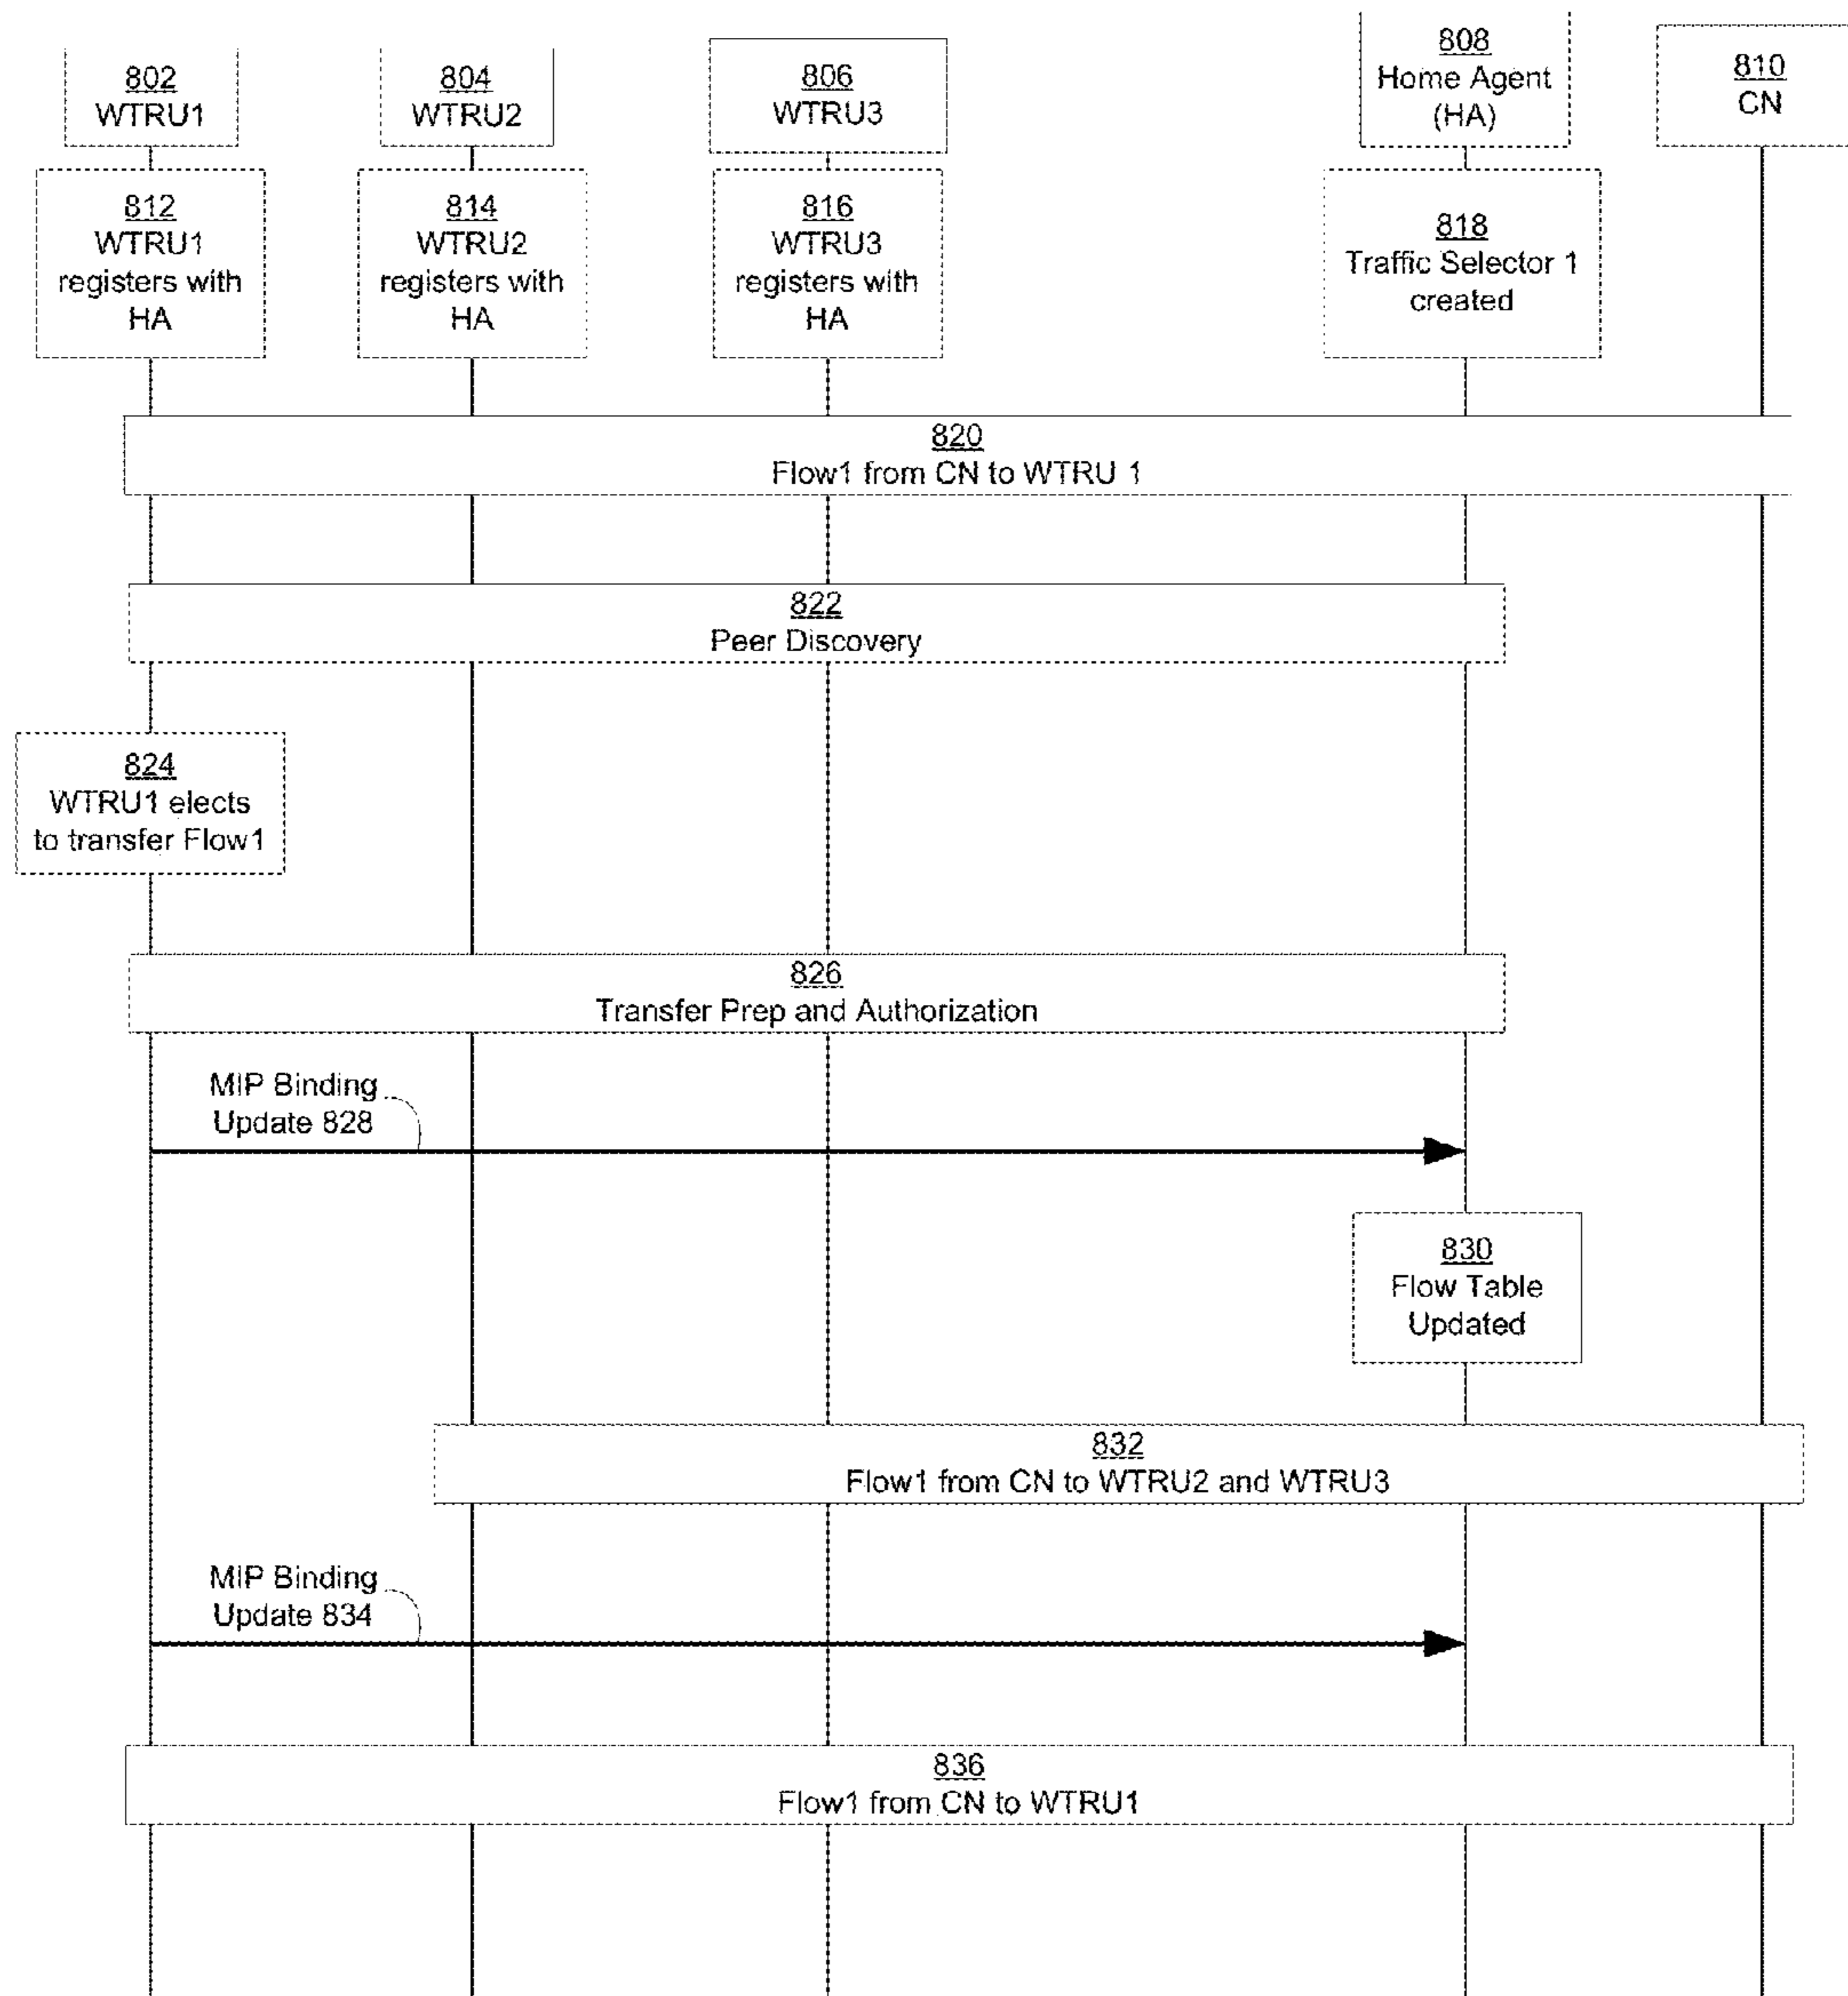 802
WTRU1
804
WTRU2
806
WTRU3
808
Home Agent
(HA)
810
CN
812
WTRU1
registers with
HA
814
WTRU2
registers with
HA
816
WTRU3
registers with
HA
818
Traffic Selector 1
created
820
Flow1 from CN to WTRU 1
822
Peer Discovery
824
WTRU1 elects
to transfer Flow1
826
Transfer Prep and Authorization
MIP Binding
Update 828
830
Flow Table
Updated
832
Flow1 from CN to WTRU2 and WTRU3
MIP Binding
Update 834
836
Flow1 from CN to WTRU1